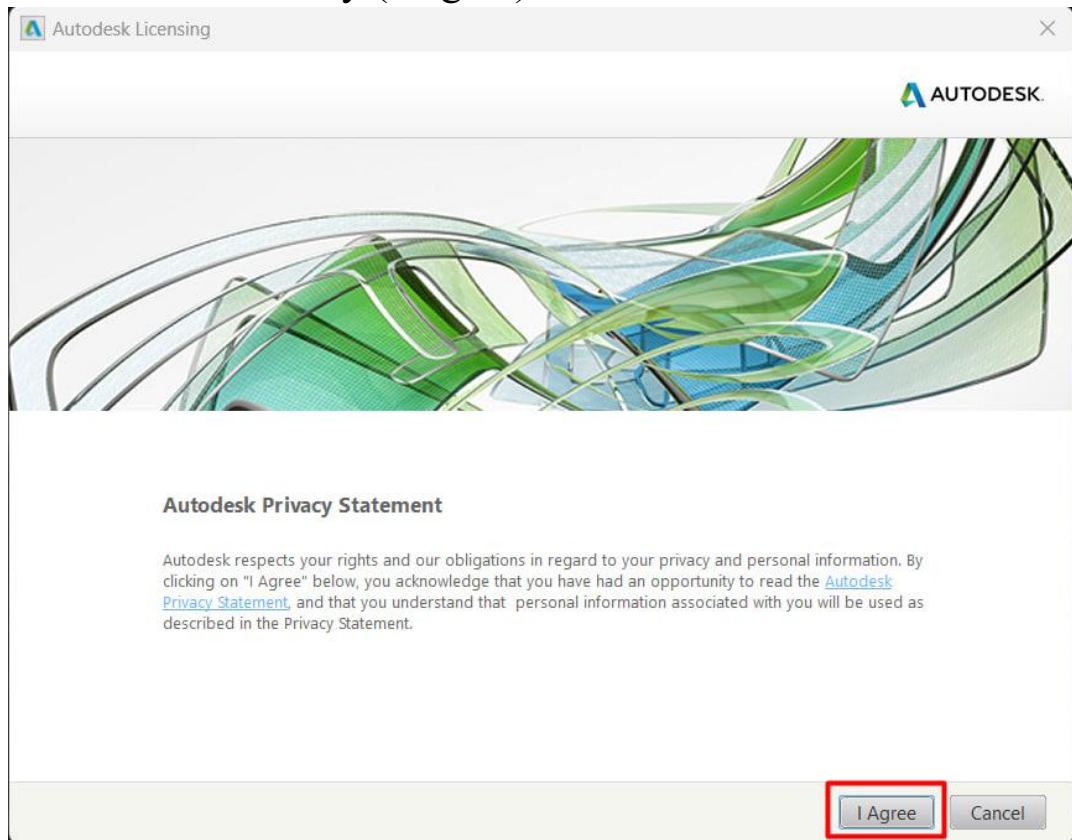 Autodesk Licensing
AUTODESK.
Autodesk Privacy Statement
Autodesk respects your rights and our obligations in regard to your privacy and personal information. By
clicking on "I Agree" below, you acknowledge that you have had an opportunity to read the Autodesk
Privacy Statement, and that you understand that personal information associated with you will be used as
described in the Privacy Statement.
I Agree Cancel